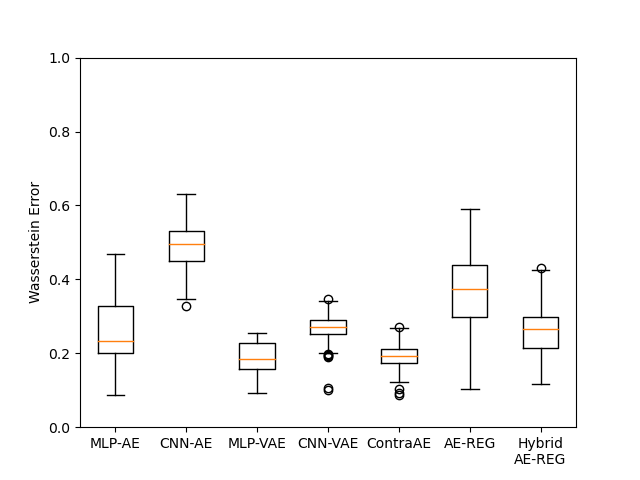 1.0
0.8
0.6
0.4
0.2
0.0
Wasserstein Error
MLP-AE
CNN-AE
MLP-VAE
CNN-VAE
ContraAE
AE-REG
Hybrid
AE-REG